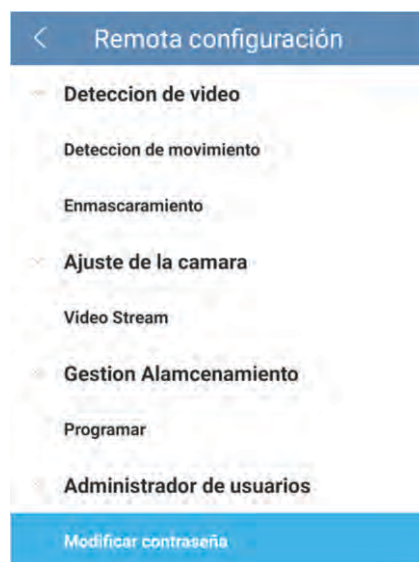 Remota configuración
Deteccion de video
Deteccion de movimiento
Enmascaramiento
Ajuste de la camara
Video Stream
Gestion Alamcenamiento
Programar
Administrador de usuarios
Modificar contraseña